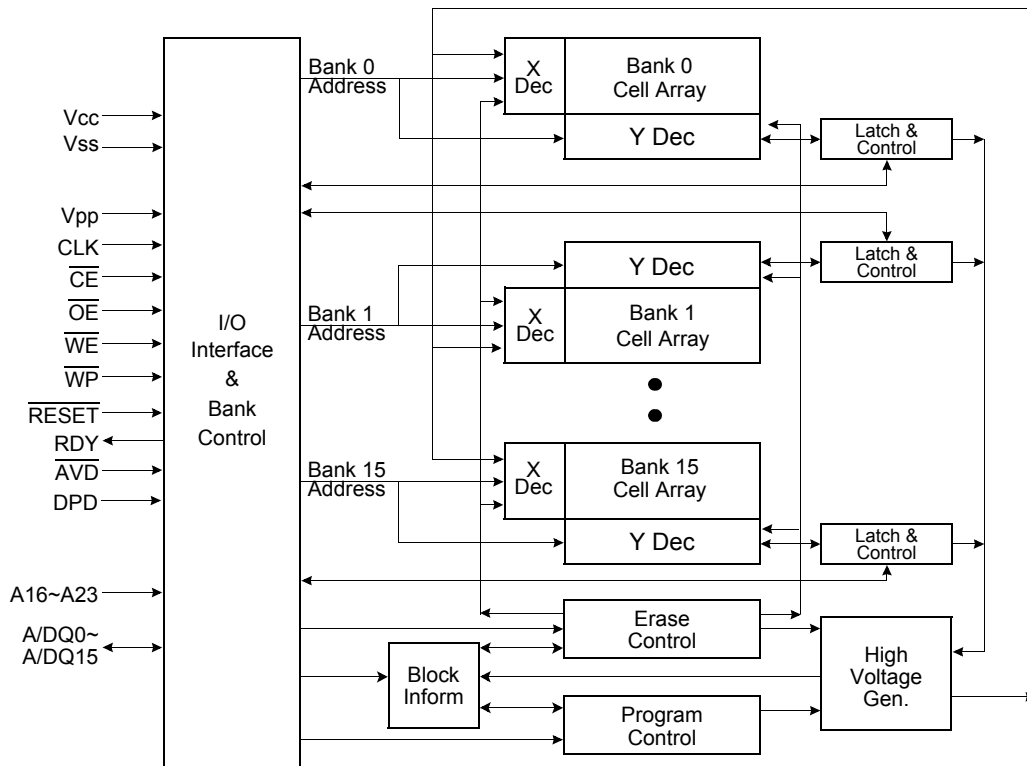 Vcc
Vss
Vpp
CLK
CE
OE
WE
WP
RESET
RDY
AVD
DPD
A16~A23
A/DQ0~
A/DQ15
I/O
Interface
&
Bank
Control
Bank 0
Address
X
Dec
Bank 0
Cell Array
Y Dec
Latch &
Control
Bank 1
Address
Y Dec
Latch &
Control
X
Dec
Bank 1
Cell Array
Bank 15
Address
X
Dec
Bank 15
Cell Array
Y Dec
Latch &
Control
Erase
Control
Block
Inform
Program
Control
High
Voltage
Gen.